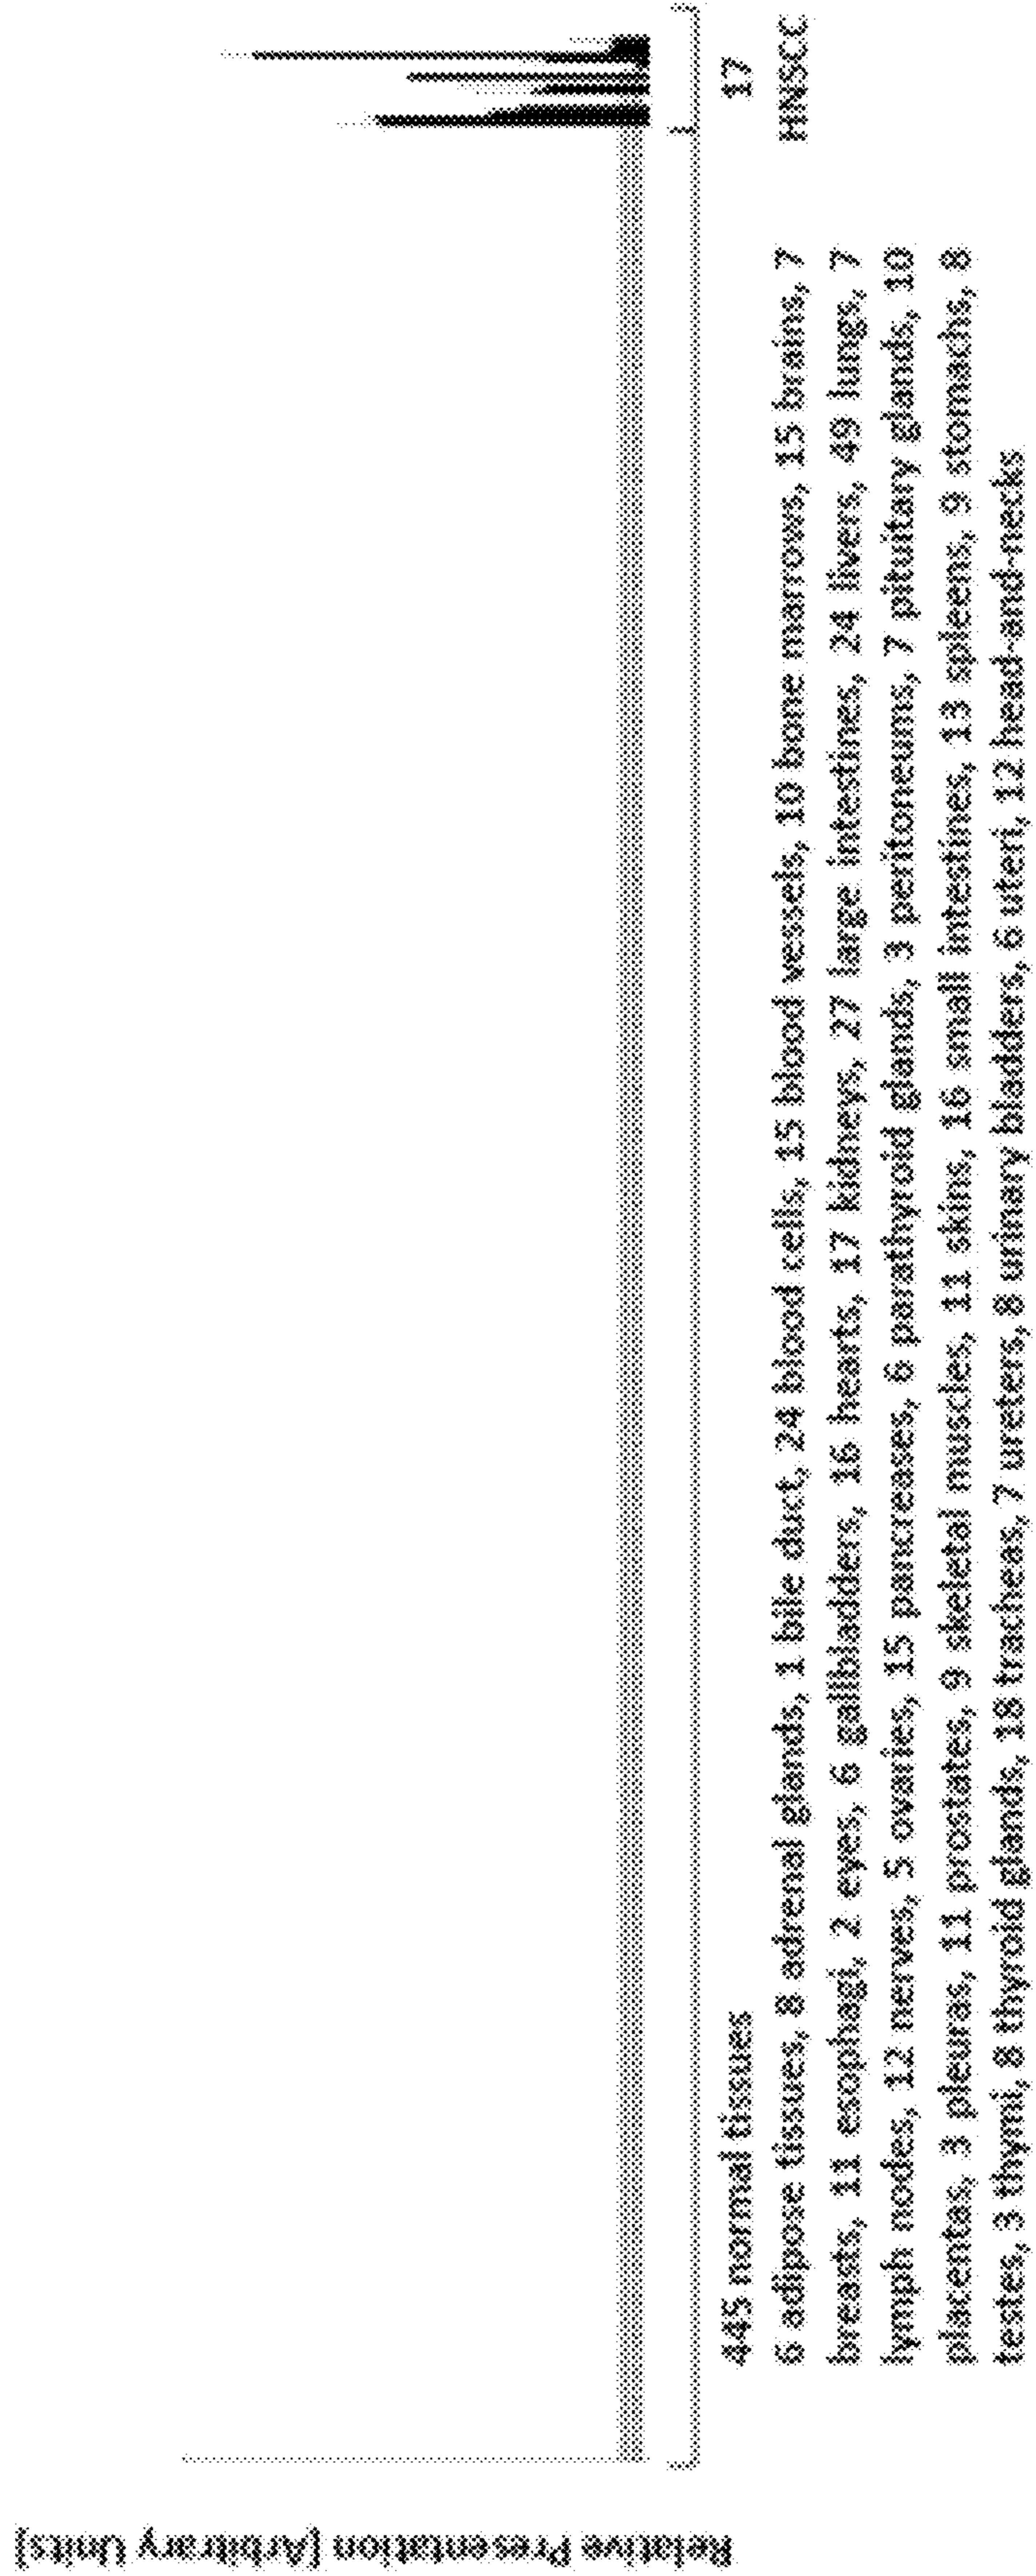 Relative Presentation [Arbitrary Units]
445 normal tissues
17
6 adipose tissues, 8 adrenal glands, 1 bile duct, 24 blood cells, 15 blood vessels, 10 bone marrows, 15 brains, 7
HNSCC
breasts, 11 esophagi, 2 eyes, 6 gallbladders, 16 hearts, 17 kidneys, 27 large intestines, 24 livers, 49 lungs, 7
lymph nodes, 12 nerves, 5 ovaries, 15 pancreases, 6 parathyroid glands, 3 peritoneums, 7 pituitary glands, 10
placentas, 3 pleuras, 11 prostates, 9 skeletal muscles, 11 skins, 16 small intestines, 13 spleens, 9 stomachs, 8
testes, 3 thymi, 8 thyroid glands, 18 tracheas, 7 ureters, 8 urinary bladders, 6 uteri, 12 head-and-necks